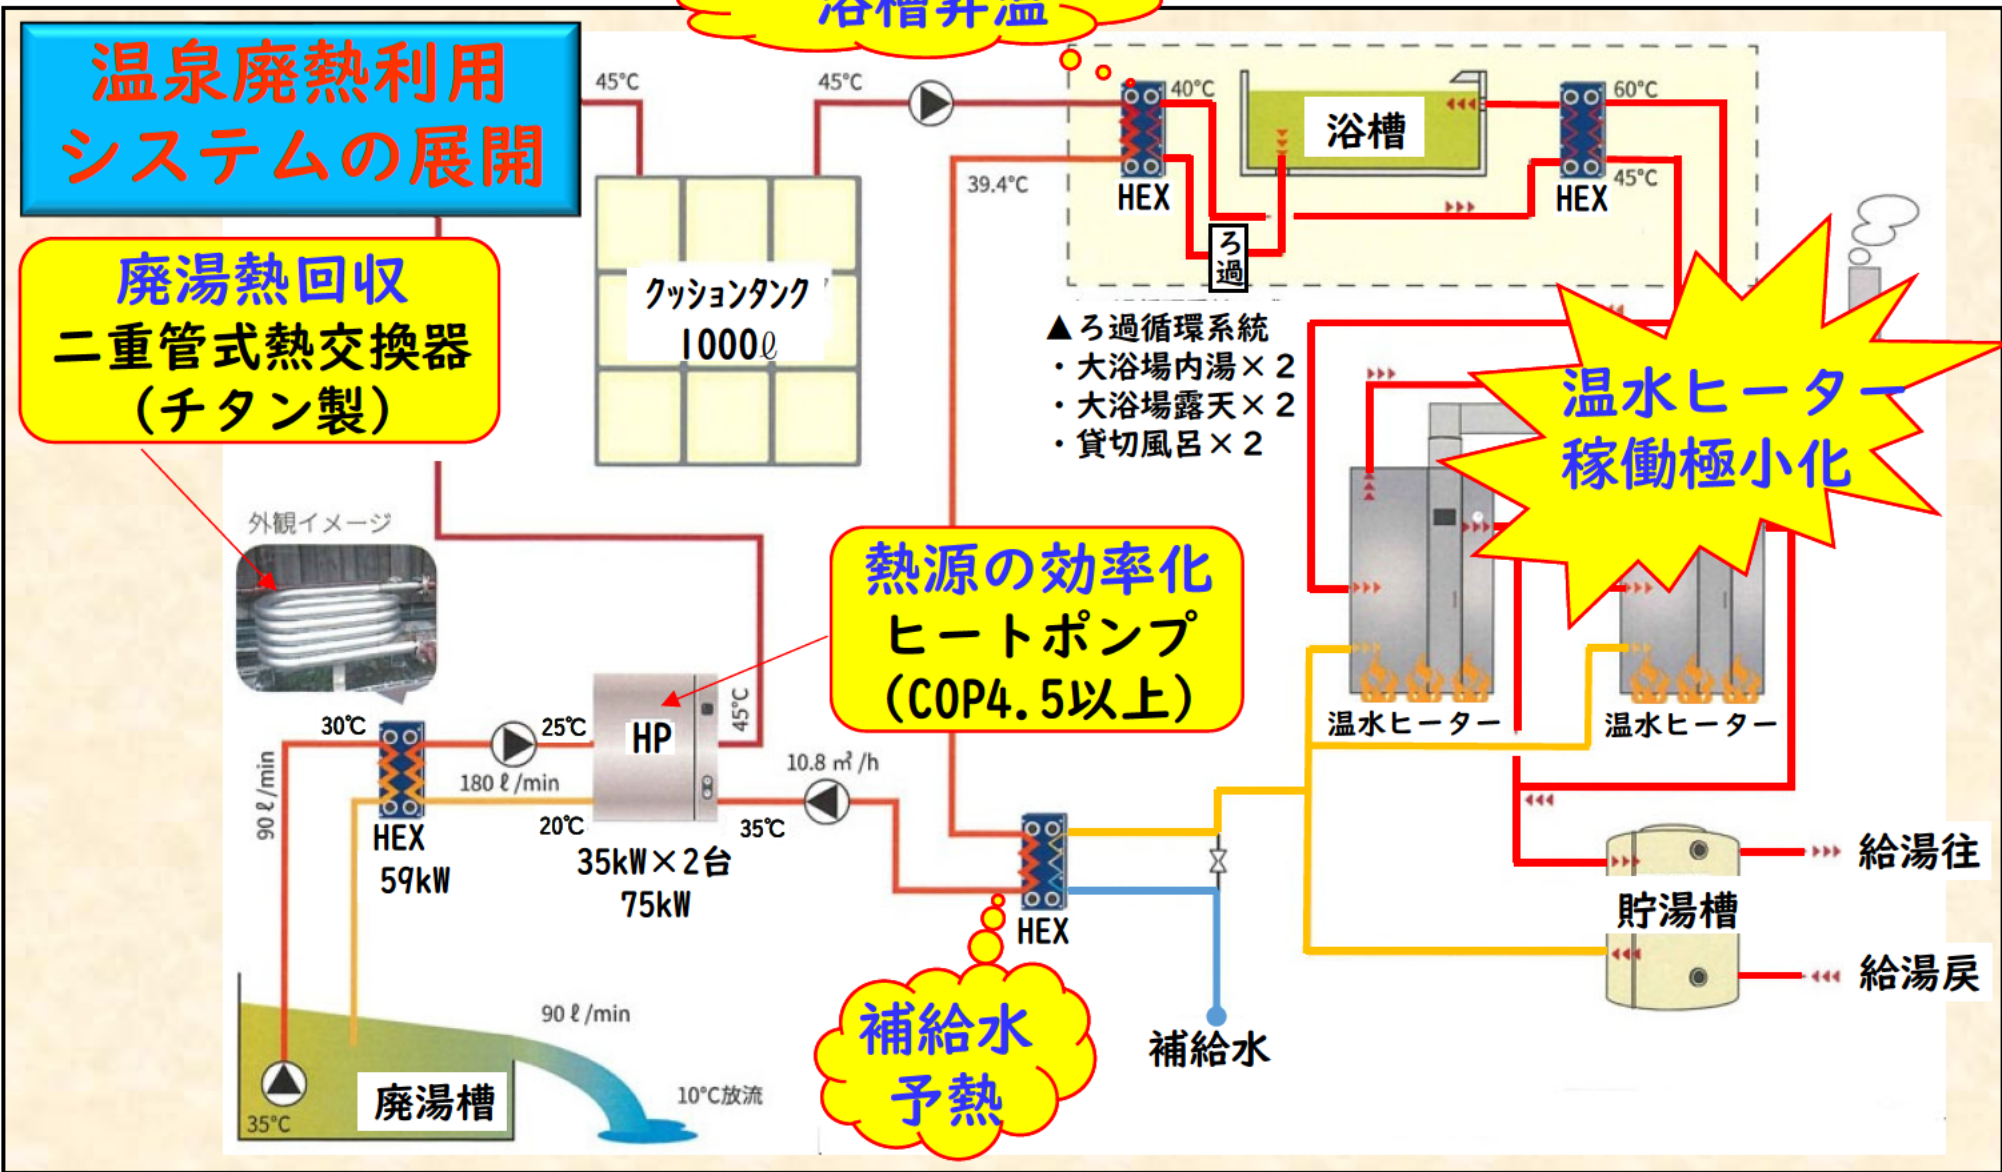 浴槽昇温
温泉廃熱利用
システムの展開
45℃
45℃
40℃
浴槽
60℃
39.4℃
HEX
45℃
HEX
ろ過
廃湯熱回収
二重管式熱交換器
(チタン製)
クッションタンク
1000ℓ
▲ろ過循環系統
・大浴場内湯×2
・大浴場露天×2
・貸切風呂×2
温水ヒーター
稼働極小化
外観イメージ
熱源の効率化
ヒートポンプ
(COP4.5以上)
温水ヒーター
温水ヒーター
30℃
25℃
HP
45℃
90ℓ/min
180ℓ/min
10.8㎥/h
20℃
35℃
HEX
59kW
35kW×2台
75kW
HEX
給湯往
貯湯槽
給湯戻
補給水
予熱
補給水
90ℓ/min
廃湯槽
10℃放流
35℃